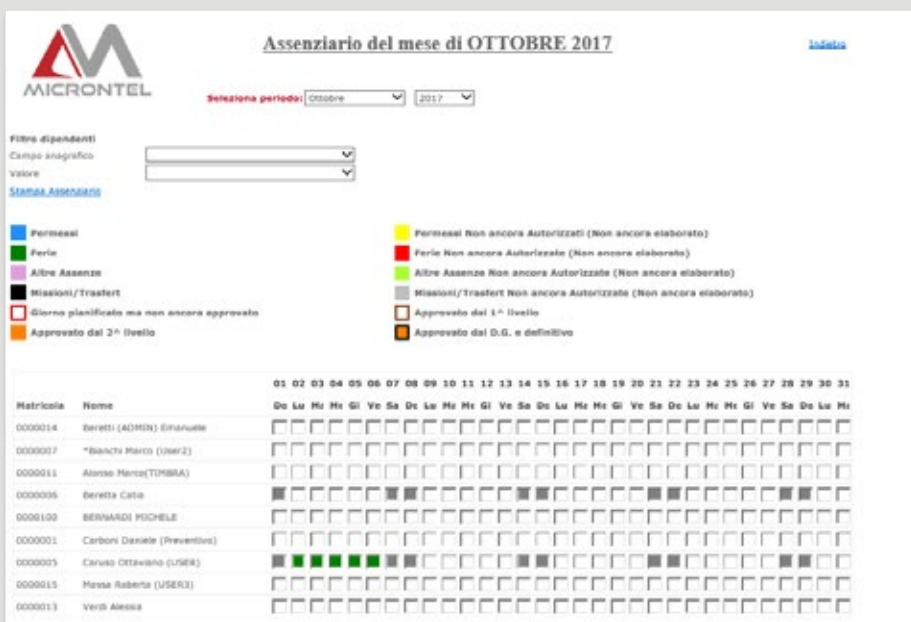 MICRONTEL
Assenziario del mese di OTTOBRE 2017
Indietro
Seleziona periodo: Ottobre 2017
Filtro dipendenti
Campo anagrafico
Valore
Stampa Assenziario
Permessi
Permessi Non ancora Autorizzati (Non ancora elaborato)
Ferie
Ferie Non ancora Autorizzate (Non ancora elaborato)
Altre Assenze
Altre Assenze Non ancora Autorizzate (Non ancora elaborato)
Missioni/Trasfert
Missioni/Trasfert Non ancora Autorizzate (Non ancora elaborato)
Giorno pianificato ma non ancora approvato
Approvato dal 1^ livello
Approvato dal 2^ livello
Approvato dal D.G. e definitivo
01 02 03 04 05 06 07 08 09 10 11 12 13 14 15 16 17 18 19 20 21 22 23 24 25 26 27 28 29 30 31
Matricola Nome Do Lu Ma Me Gi Ve Sa Do Lu Ma Me Gi Ve Sa Do Lu Ma Me Gi Ve Sa Do Lu Ma Me Gi Ve Sa Do Lu Ma
0000014 Beretti (ADMIN) Emanuele
0000007 *Bianchi Marco (User2)
0000011 Alonso Marco(TIMBRA)
0000006 Beretta Catia
0000100 BERNARDI MICHELE
0000001 Carboni Daniele (Preventivo)
0000005 Caruso Ottaviano (USER)
0000015 Massa Roberta (USER3)
0000013 Verdi Alessia